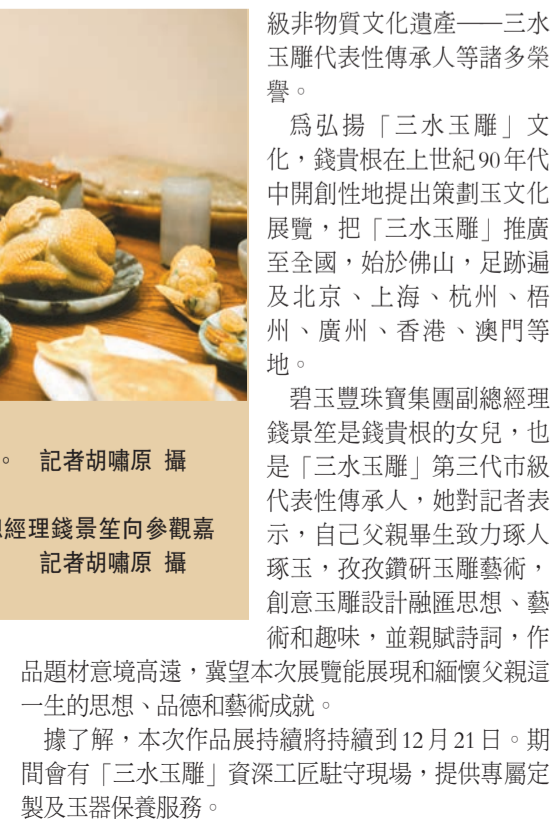 級非物質文化遺產——三水
玉雕代表性傳承人等諸多榮
譽。
爲弘揚「三水玉雕」文
化，錢貴根在上世紀90年代
中開創性地提出策劃玉文化
展覽，把「三水玉雕」推廣
至全國，始於佛山，足跡遍
及北京、上海、杭州、梧
州、廣州、香港、澳門等
地。
碧玉豐珠寶集團副總經理
錢景笙是錢貴根的女兒，也
是「三水玉雕」第三代市級
代表性傳承人，她對記者表
示，自己父親畢生致力琢人
琢玉，孜孜鑽研玉雕藝術，
創意玉雕設計融匯思想、藝
術和趣味，並親賦詩詞，作
品題材意境高遠，冀望本次展覽能展現和緬懷父親這
一生的思想、品德和藝術成就。
據了解，本次作品展持續將持續到12月21日。期
間會有「三水玉雕」資深工匠駐守現場，提供專屬定
製及玉器保養服務。
。 記者胡嘯原 攝
經理錢景笙向參觀嘉
記者胡嘯原 攝